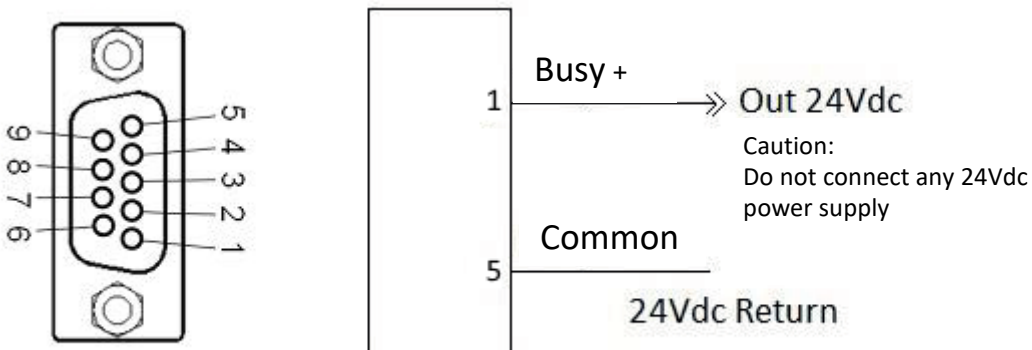 5
4
3
2
1
9
8
7
6
1
Busy +
Out 24Vdc
Caution:
Do not connect any 24Vdc
power supply
Common
5
24Vdc Return